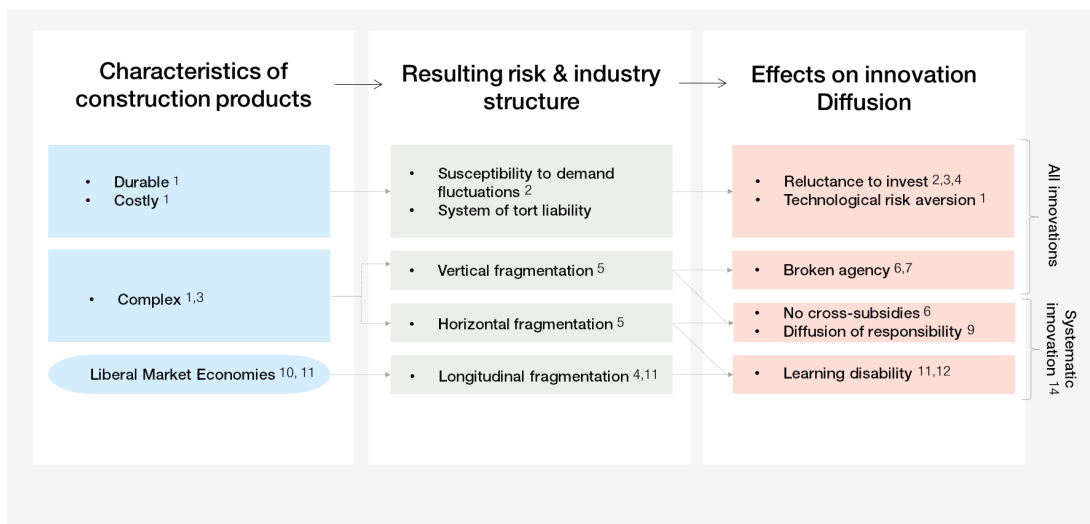 Characteristics of
construction products
Resulting risk & industry
structure
Effects on innovation
Diffusion
• Durable 1
• Costly 1
• Susceptibility to demand
fluctuations 2
• System of tort liability
• Reluctance to invest 2,3,4
• Technological risk aversion 1
All innovations
• Complex 1,3
• Vertical fragmentation 5
• Broken agency 6,7
• Horizontal fragmentation 5
• No cross-subsidies 6
• Diffusion of responsibility 9
Liberal Market Economies 10, 11
• Longitudinal fragmentation 4,11
• Learning disability 11,12
Systematic
innovation 14